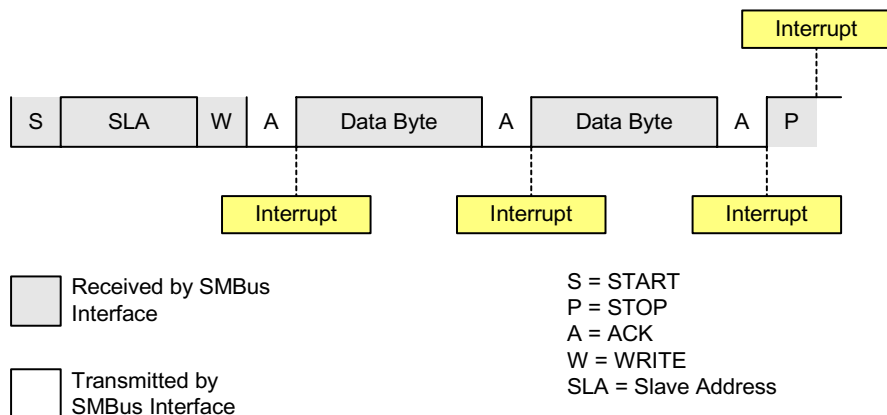 Interrupt
S
SLA
W
A
Data Byte
A
Data Byte
A
P
Interrupt
Interrupt
Interrupt
Received by SMBus
Interface
Transmitted by
SMBus Interface
S = START
P = STOP
A = ACK
W = WRITE
SLA = Slave Address